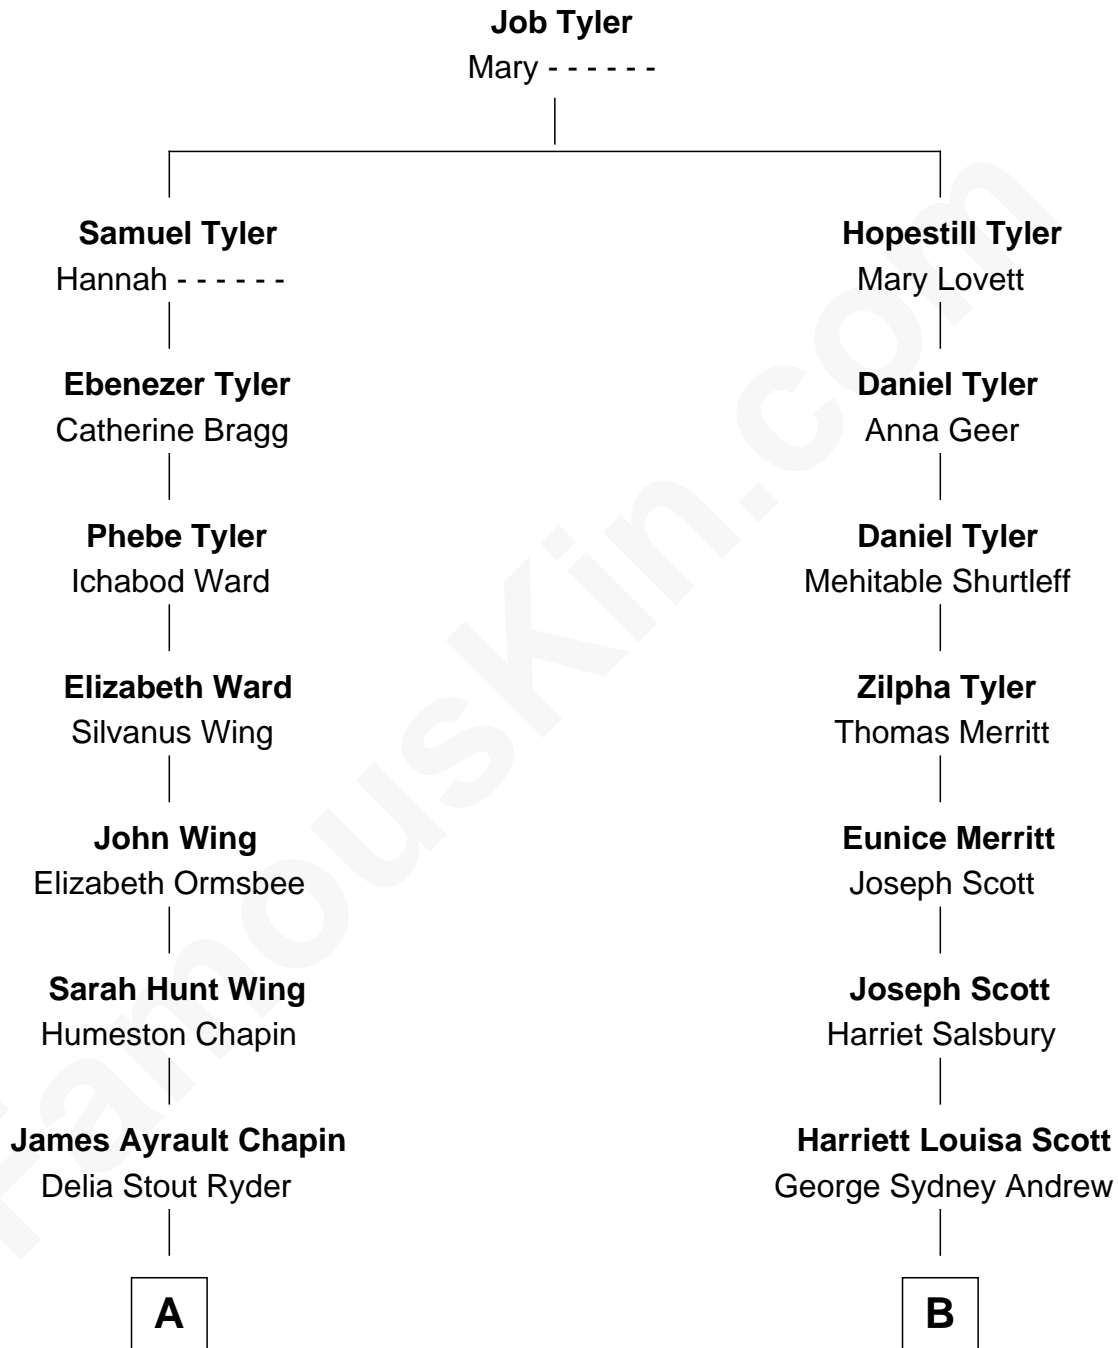 Job Tyler
Mary - - - - - -
Samuel Tyler
Hannah - - - - - -
Hopestill Tyler
Mary Lovett
Ebenezer Tyler
Catherine Bragg
Daniel Tyler
Anna Geer
Phebe Tyler
Ichabod Ward
Daniel Tyler
Mehitable Shurtleff
Elizabeth Ward
Silvanus Wing
Zilpha Tyler
Thomas Merritt
John Wing
Elizabeth Ormsbee
Eunice Merritt
Joseph Scott
Sarah Hunt Wing
Humeston Chapin
Joseph Scott
Harriet Salsbury
James Ayrault Chapin
Delia Stout Ryder
Harriett Louisa Scott
George Sydney Andrew
A
B
FamousKin.com